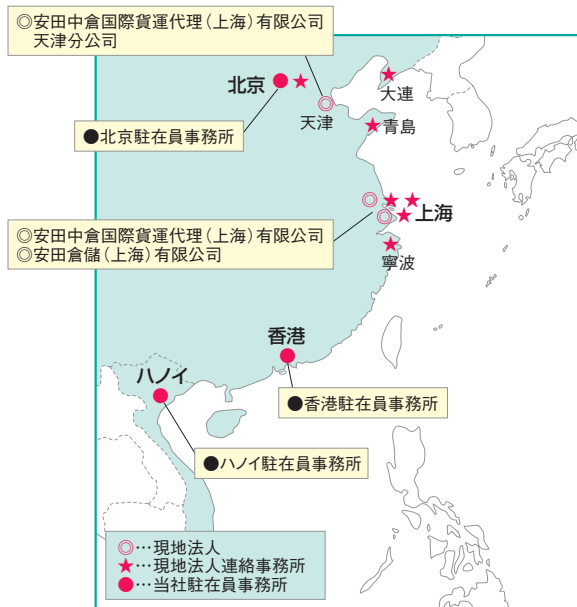 ◎安田中倉国際貨運代理(上海)有限公司
天津分公司
北京 ●★
★
大連
◎
天津
★青島
●北京駐在員事務所
◎★★
◎★上海
◎安田中倉国際貨運代理(上海)有限公司
◎安田倉儲(上海)有限公司
★
寧波
香港
●
ハノイ
●
●香港駐在員事務所
●ハノイ駐在員事務所
◎…現地法人
★…現地法人連絡事務所
●…当社駐在員事務所